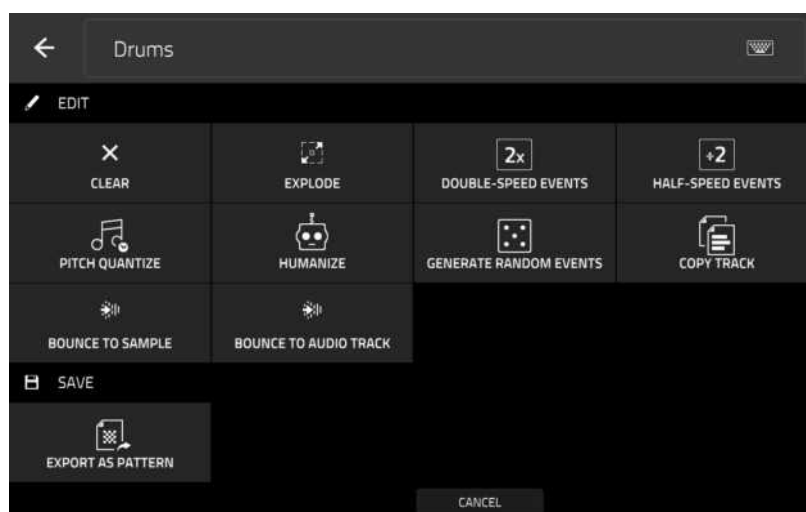 Drums
EDIT
CLEAR
EXPLODE
2x
DOUBLE-SPEED EVENTS
÷2
HALF-SPEED EVENTS
PITCH QUANTIZE
HUMANIZE
GENERATE RANDOM EVENTS
COPY TRACK
BOUNCE TO SAMPLE
BOUNCE TO AUDIO TRACK
SAVE
EXPORT AS PATTERN
CANCEL